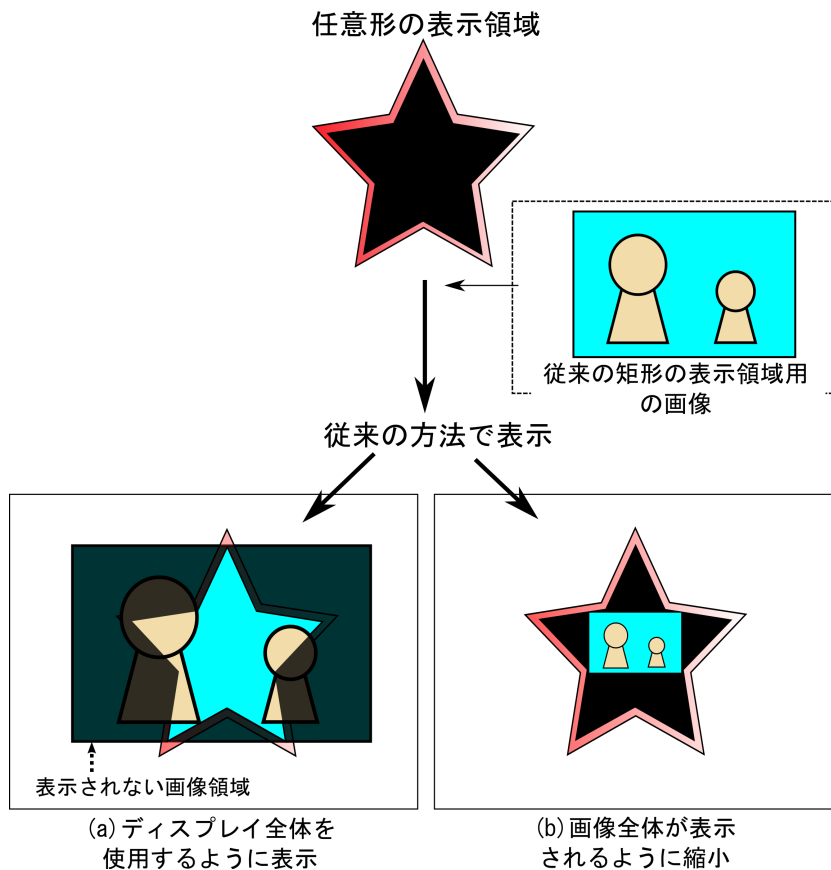 任意形の表示領域
従来の矩形の表示領域用
の画像
従来の方法で表示
表示されない画像領域
(a)ディスプレイ全体を
使用するように表示
(b)画像全体が表示
されるように縮小